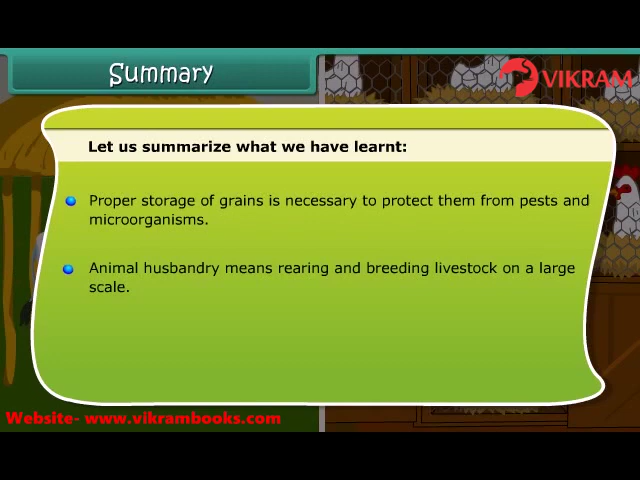 Summary
VIKRAM
Let us summarize what we have learnt:
Proper storage of grains is necessary to protect them from pests and
microorganisms.
Animal husbandry means rearing and breeding livestock on a large
scale.
Website- www.vikrambooks.com